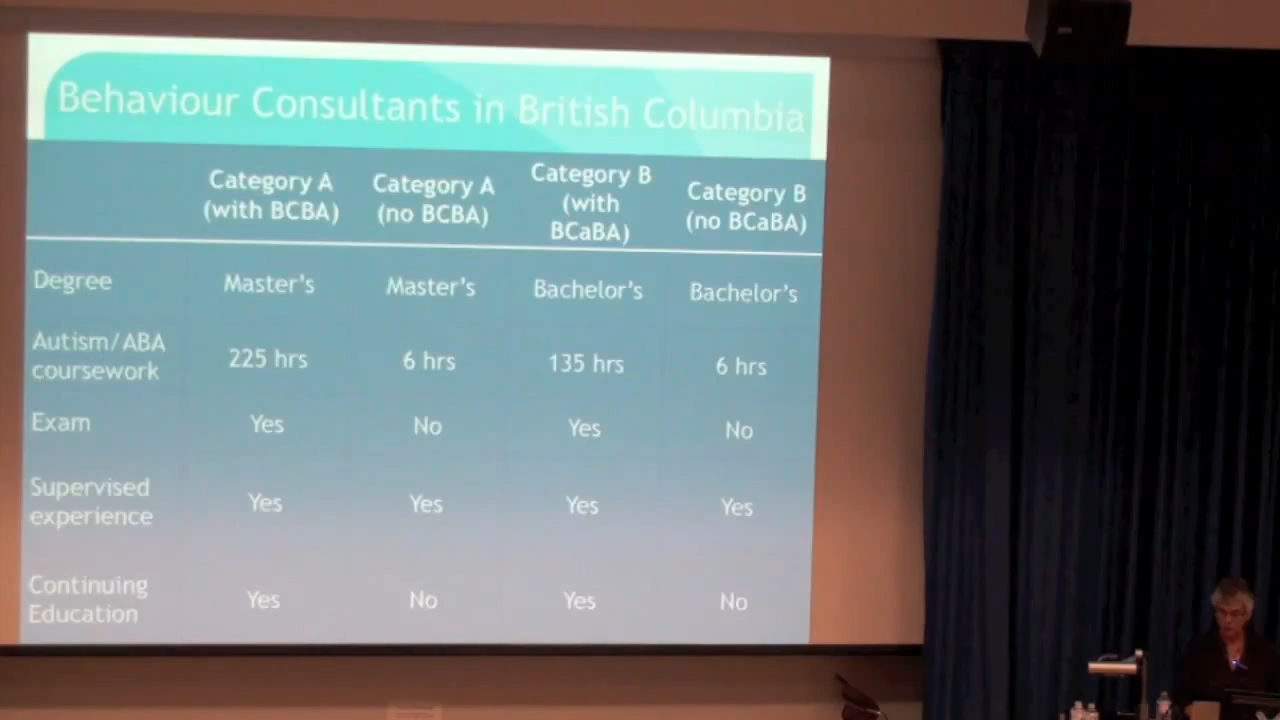 Behaviour Consultants in British Columbia
Category A (with BCBA) Category A (no BCBA) Category B (with BCaBA) Category B (no BCaBA)
Degree Master's Master's Bachelor's Bachelor's
Autism/ABA coursework 225 hrs 6 hrs 135 hrs 6 hrs
Exam Yes No Yes No
Supervised experience Yes Yes Yes Yes
Continuing Education Yes No Yes No